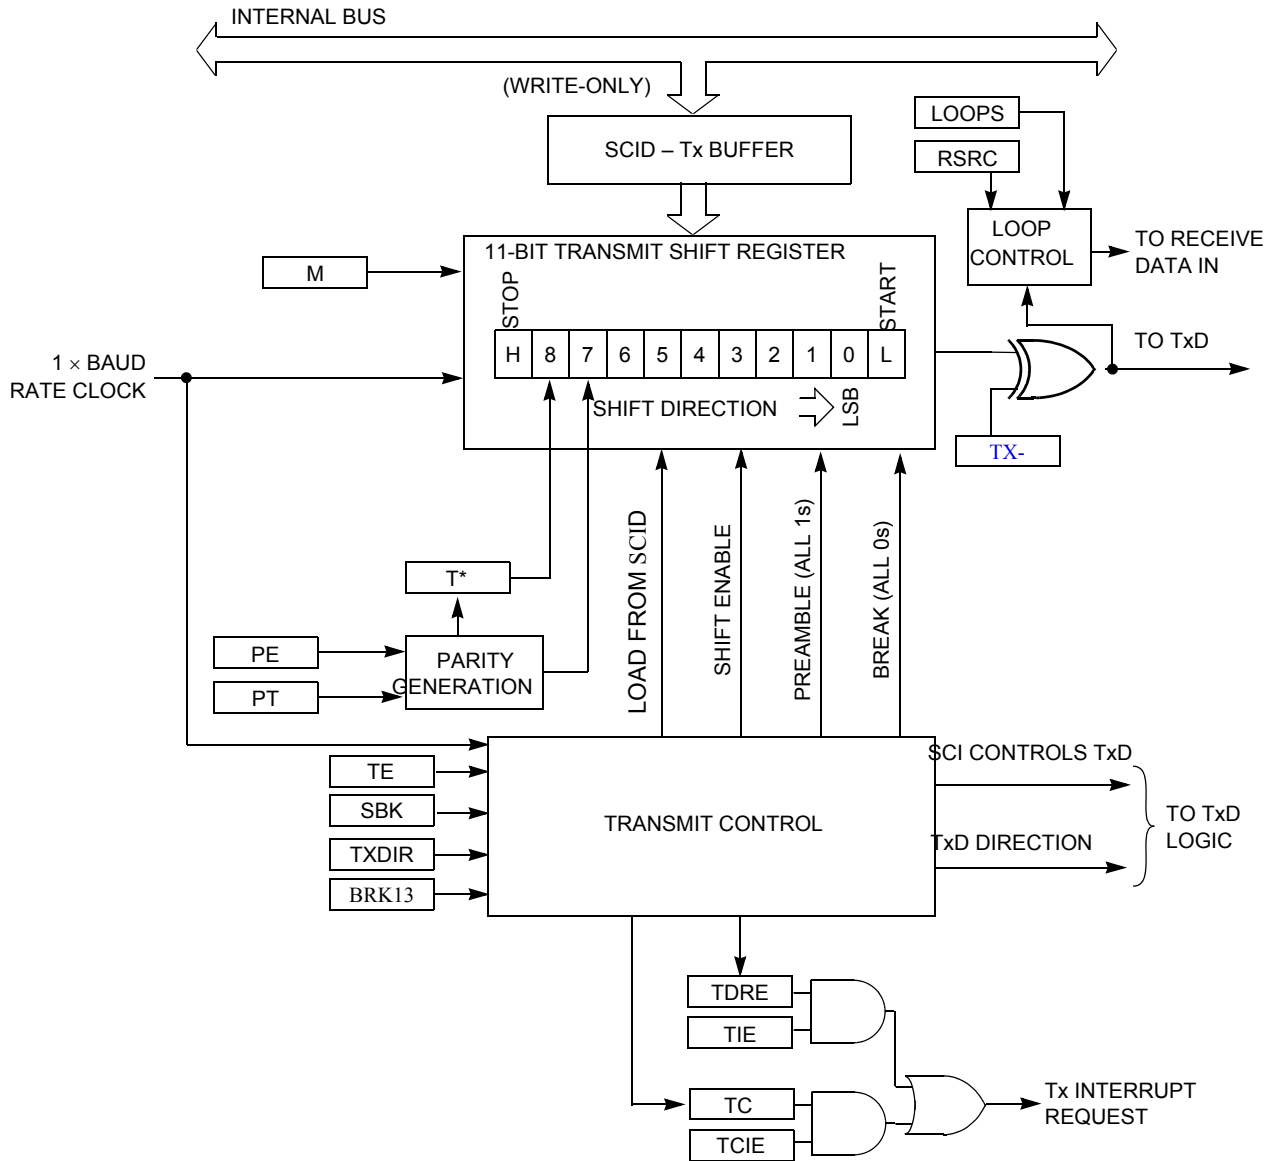 INTERNAL BUS
(WRITE-ONLY)
SCID – Tx BUFFER
LOOPS
RSRC
LOOP
CONTROL
TO RECEIVE
DATA IN
11-BIT TRANSMIT SHIFT REGISTER
M
STOP
START
H 8 7 6 5 4 3 2 1 0 L
1 × BAUD
RATE CLOCK
SHIFT DIRECTION
LSB
TO TxD
TX-
LOAD FROM SCID
SHIFT ENABLE
PREAMBLE (ALL 1s)
BREAK (ALL 0s)
T*
PE
PT
PARITY
GENERATION
TE
SBK
TXDIR
BRK13
TRANSMIT CONTROL
SCI CONTROLS TxD
TxD DIRECTION
TO TxD
LOGIC
TDRE
TIE
TC
TCIE
Tx INTERRUPT
REQUEST